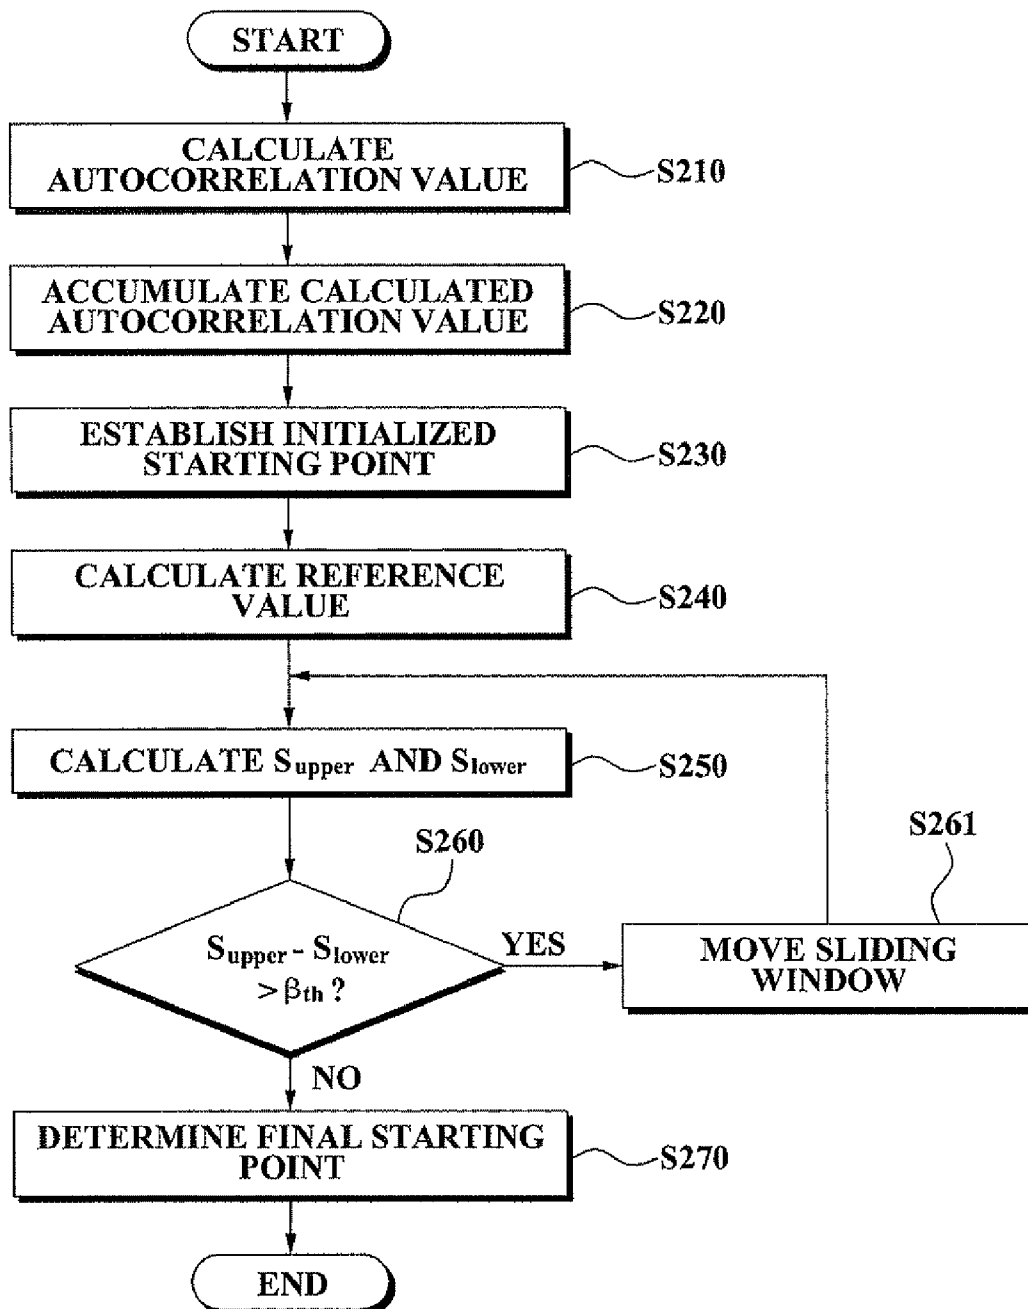 START
CALCULATE
AUTOCORRELATION VALUE
S210
ACCUMULATE CALCULATED
AUTOCORRELATION VALUE
S220
ESTABLISH INITIALIZED
STARTING POINT
S230
CALCULATE REFERENCE
VALUE
S240
CALCULATE Supper AND Slower
S250
S260
S261
Supper - Slower
> βth ?
YES
MOVE SLIDING
WINDOW
NO
DETERMINE FINAL STARTING
POINT
S270
END